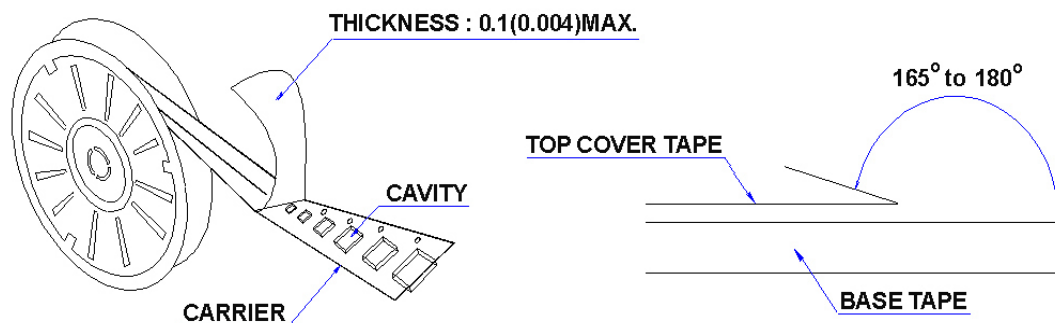 THICKNESS : 0.1(0.004)MAX.
165° to 180°
TOP COVER TAPE
CAVITY
CARRIER
BASE TAPE